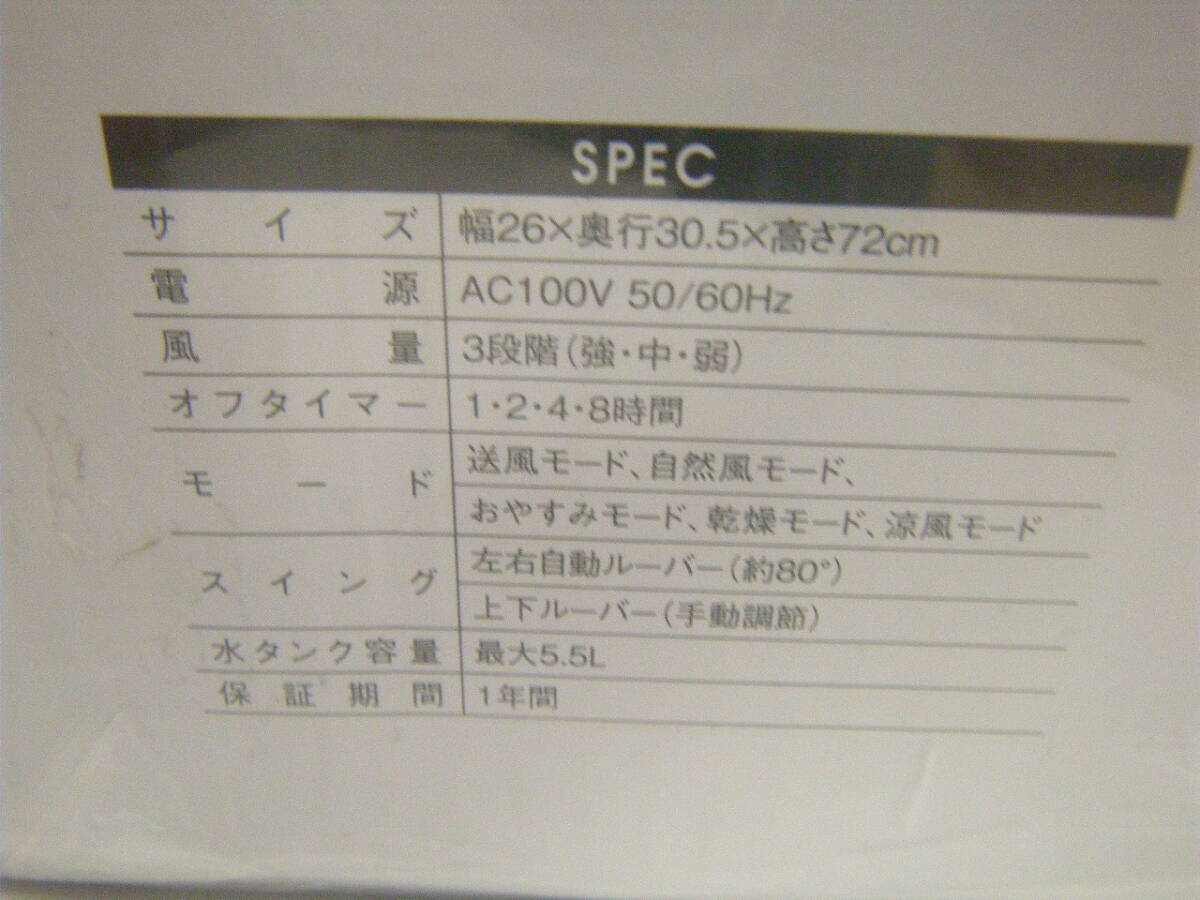 SPEC
サイズ 幅26×奥行30.5×高さ72cm
電源 AC100V 50/60Hz
風量 3段階(強・中・弱)
オフタイマー 1・2・4・8時間
モード 送風モード、自然風モード、
おやすみモード、乾燥モード、涼風モード
スイング 左右自動ルーバー(約80°)
上下ルーバー(手動調節)
水タンク容量 最大5.5L
保証期間 1年間